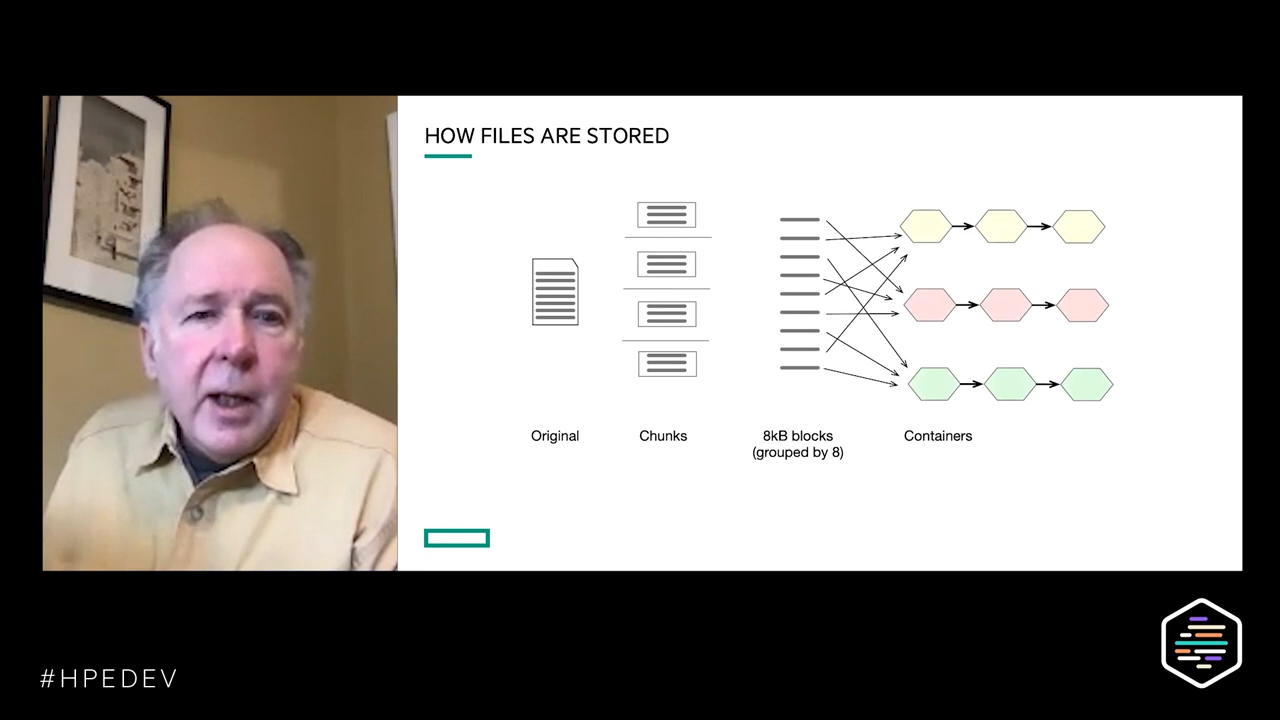 HOW FILES ARE STORED
Original
Chunks
8kB blocks
(grouped by 8)
Containers
#HPEDEV